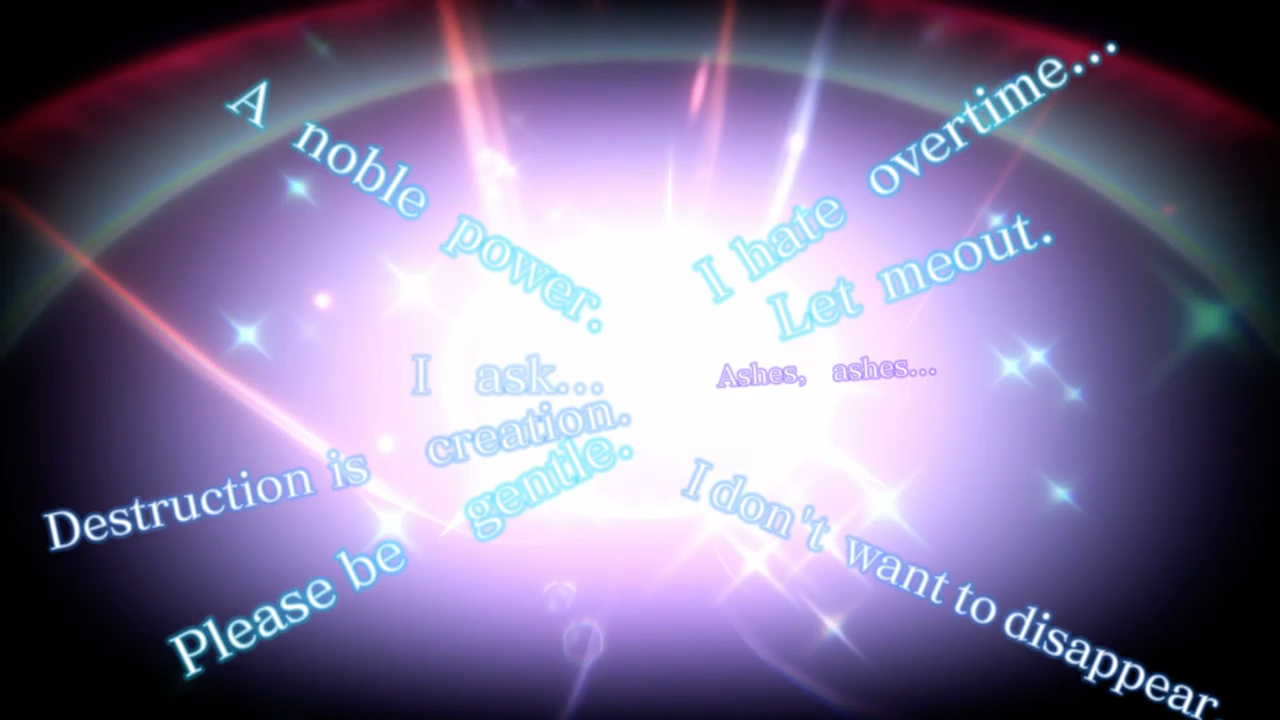 A noble power.
I hate overtime...
Let meout.
I ask...
Ashes, ashes...
Destruction is creation.
Please be gentle.
I don't want to disappear